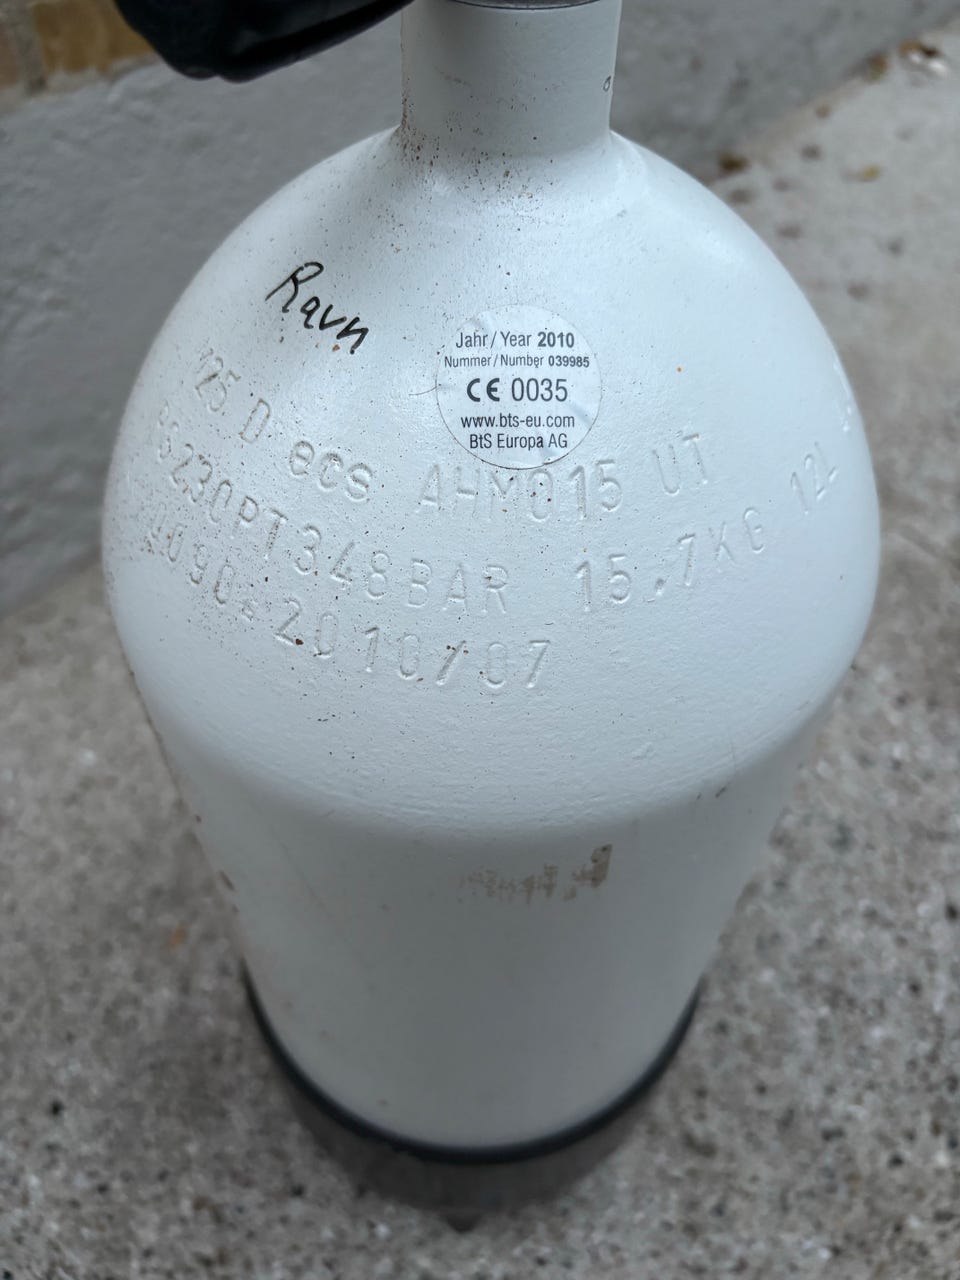 Ravn
Jahr / Year 2010
Nummer / Number 039985
CE 0035
www.bts-eu.com
BtS Europa AG
D ecs AHM015 UT
PS230PT348BAR 15.7KG 12L
2010/07